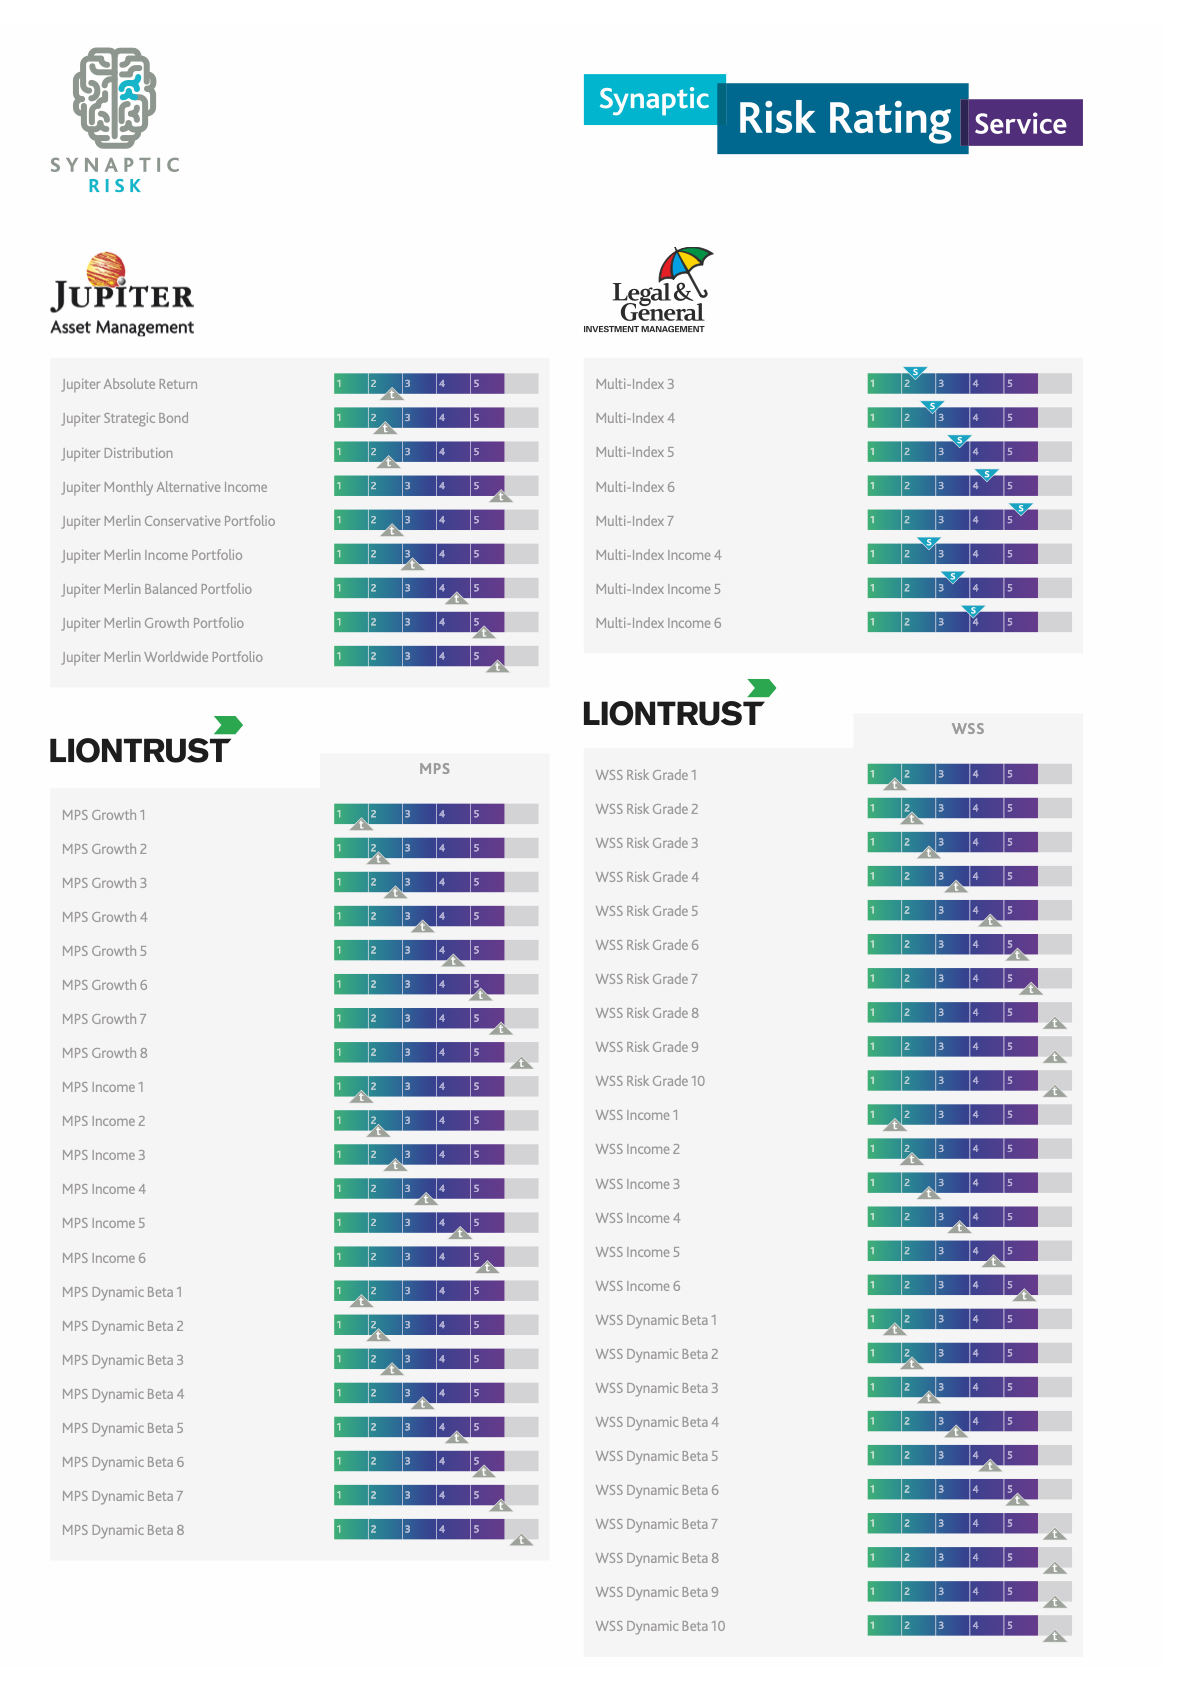 SYNAPTIC
RISK
Synaptic Risk Rating Service
JUPITER
Asset Management
Jupiter Absolute Return 1 2 3 4 5 t
Jupiter Strategic Bond 1 2 3 4 5 t
Jupiter Distribution 1 2 3 4 5 t
Jupiter Monthly Alternative Income 1 2 3 4 5 t
Jupiter Merlin Conservative Portfolio 1 2 3 4 5 t
Jupiter Merlin Income Portfolio 1 2 3 4 5 t
Jupiter Merlin Balanced Portfolio 1 2 3 4 5 t
Jupiter Merlin Growth Portfolio 1 2 3 4 5 t
Jupiter Merlin Worldwide Portfolio 1 2 3 4 5 t
LIONTRUST
MPS
MPS Growth 1 1 2 3 4 5 t
MPS Growth 2 1 2 3 4 5 t
MPS Growth 3 1 2 3 4 5 t
MPS Growth 4 1 2 3 4 5 t
MPS Growth 5 1 2 3 4 5 t
MPS Growth 6 1 2 3 4 5 t
MPS Growth 7 1 2 3 4 5 t
MPS Growth 8 1 2 3 4 5 t
MPS Income 1 1 2 3 4 5 t
MPS Income 2 1 2 3 4 5 t
MPS Income 3 1 2 3 4 5 t
MPS Income 4 1 2 3 4 5 t
MPS Income 5 1 2 3 4 5 t
MPS Income 6 1 2 3 4 5 t
MPS Dynamic Beta 1 1 2 3 4 5 t
MPS Dynamic Beta 2 1 2 3 4 5 t
MPS Dynamic Beta 3 1 2 3 4 5 t
MPS Dynamic Beta 4 1 2 3 4 5 t
MPS Dynamic Beta 5 1 2 3 4 5 t
MPS Dynamic Beta 6 1 2 3 4 5 t
MPS Dynamic Beta 7 1 2 3 4 5 t
MPS Dynamic Beta 8 1 2 3 4 5 t
Legal &
General
INVESTMENT MANAGEMENT
Multi-Index 3 1 2 3 4 5 s
Multi-Index 4 1 2 3 4 5 s
Multi-Index 5 1 2 3 4 5 s
Multi-Index 6 1 2 3 4 5 s
Multi-Index 7 1 2 3 4 5 s
Multi-Index Income 4 1 2 3 4 5 s
Multi-Index Income 5 1 2 3 4 5 s
Multi-Index Income 6 1 2 3 4 5 s
LIONTRUST
WSS
WSS Risk Grade 1 1 2 3 4 5 t
WSS Risk Grade 2 1 2 3 4 5 t
WSS Risk Grade 3 1 2 3 4 5 t
WSS Risk Grade 4 1 2 3 4 5 t
WSS Risk Grade 5 1 2 3 4 5 t
WSS Risk Grade 6 1 2 3 4 5 t
WSS Risk Grade 7 1 2 3 4 5 t
WSS Risk Grade 8 1 2 3 4 5 t
WSS Risk Grade 9 1 2 3 4 5 t
WSS Risk Grade 10 1 2 3 4 5 t
WSS Income 1 1 2 3 4 5 t
WSS Income 2 1 2 3 4 5 t
WSS Income 3 1 2 3 4 5 t
WSS Income 4 1 2 3 4 5 t
WSS Income 5 1 2 3 4 5 t
WSS Income 6 1 2 3 4 5 t
WSS Dynamic Beta 1 1 2 3 4 5 t
WSS Dynamic Beta 2 1 2 3 4 5 t
WSS Dynamic Beta 3 1 2 3 4 5 t
WSS Dynamic Beta 4 1 2 3 4 5 t
WSS Dynamic Beta 5 1 2 3 4 5 t
WSS Dynamic Beta 6 1 2 3 4 5 t
WSS Dynamic Beta 7 1 2 3 4 5 t
WSS Dynamic Beta 8 1 2 3 4 5 t
WSS Dynamic Beta 9 1 2 3 4 5 t
WSS Dynamic Beta 10 1 2 3 4 5 t